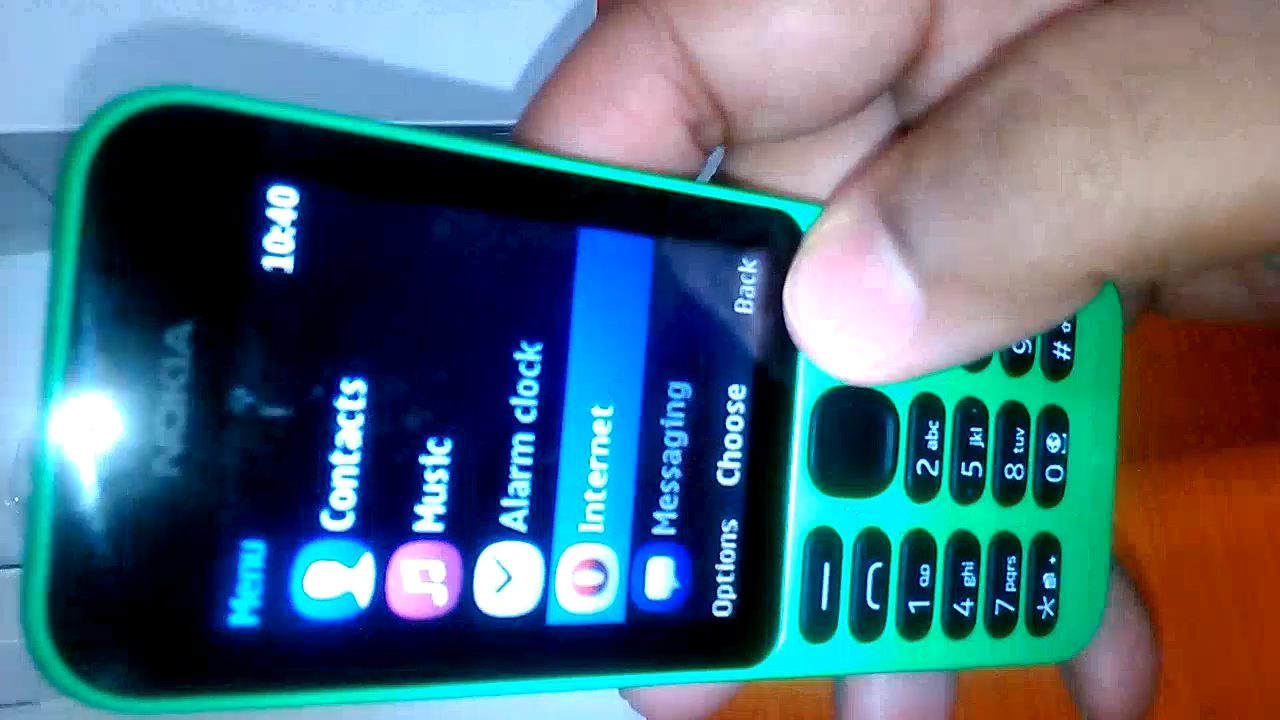 NOKIA
10:40
Menu
Contacts
Music
Alarm clock
Internet
Messaging
Options Choose Back
1 2 abc
4 ghi 5 jkl
7 pqrs 8 tuv 9
* + 0 #